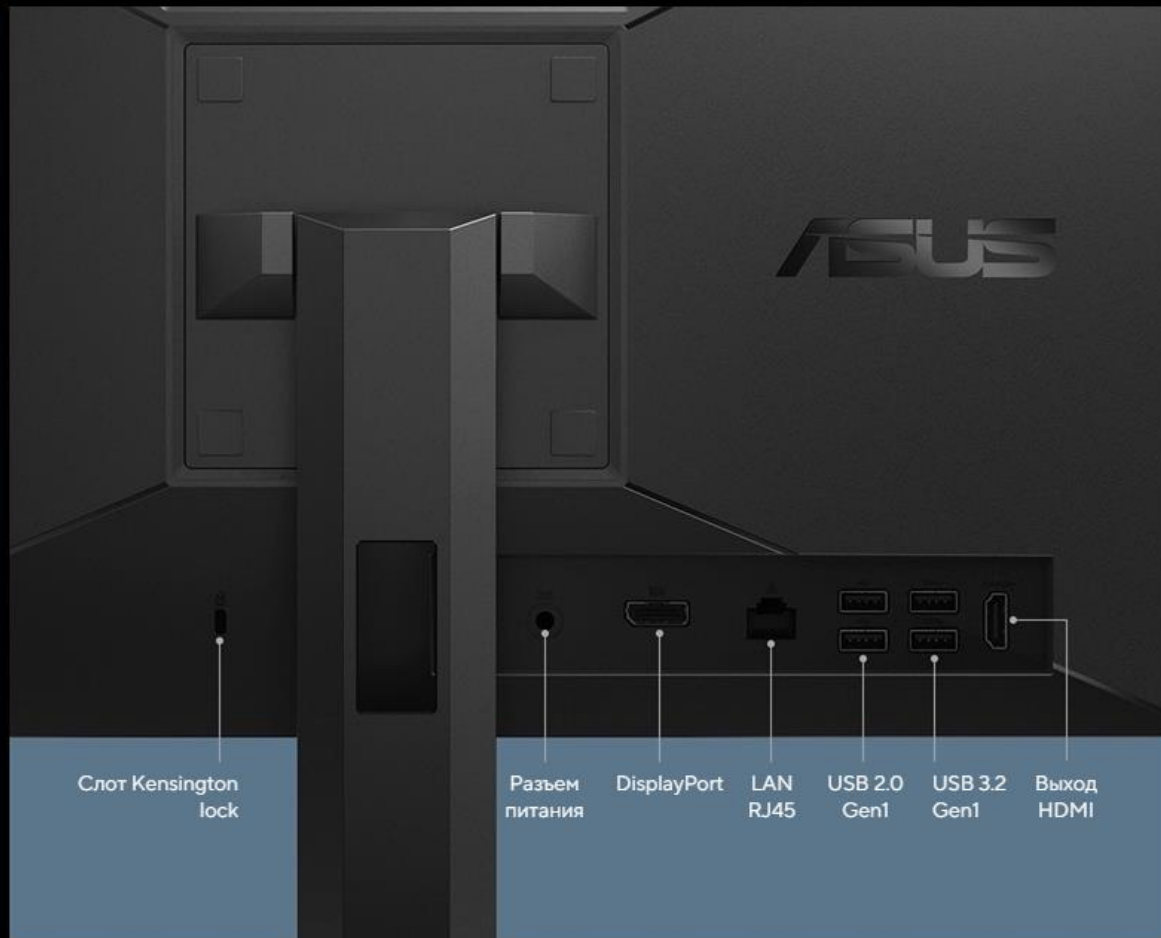 ASUS
Слот Kensington
lock
Разъем
питания
DisplayPort
LAN
RJ45
USB 2.0
Gen1
USB 3.2
Gen1
Выход
HDMI